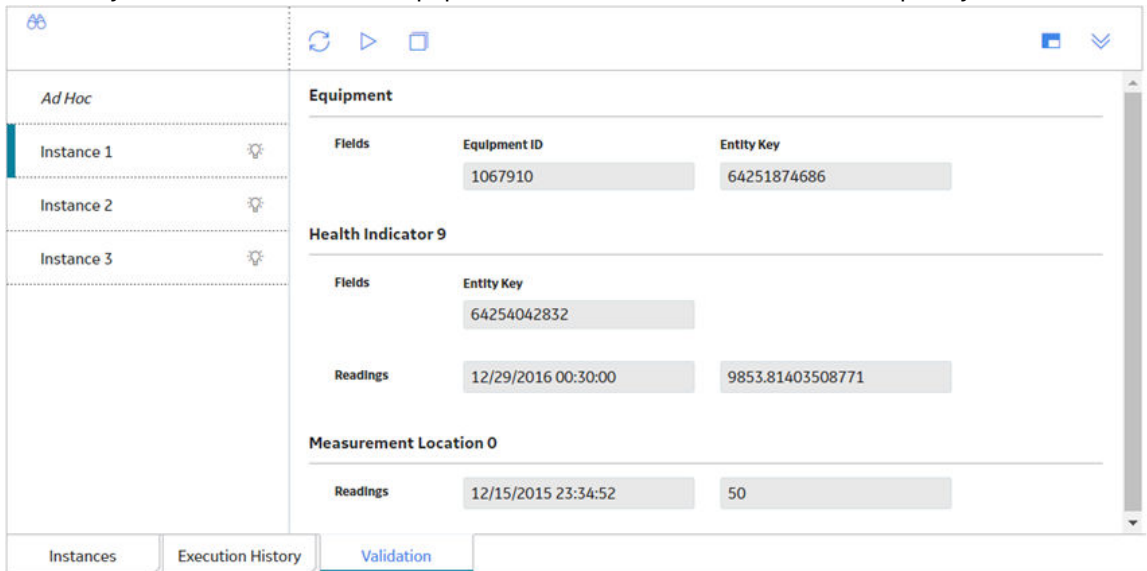 Ad Hoc
Instance 1
Instance 2
Instance 3
Equipment
Fields
Equipment ID
Entity Key
1067910
64251874686
Health Indicator 9
Fields
Entity Key
64254042832
Readings
12/29/2016 00:30:00
9853.81403508771
Measurement Location 0
Readings
12/15/2015 23:34:52
50
Instances
Execution History
Validation